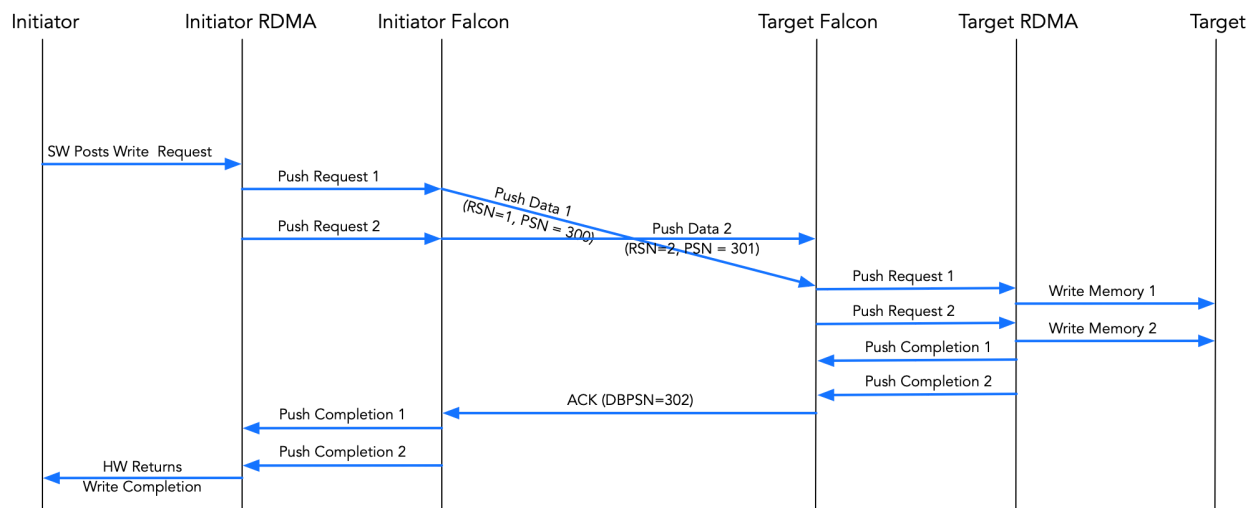 Initiator
Initiator RDMA
Initiator Falcon
Target Falcon
Target RDMA
Target
SW Posts Write Request
Push Request 1
Push Data 1
(RSN=1, PSN = 300)
Push Request 2
Push Data 2
(RSN=2, PSN = 301)
Push Request 1
Write Memory 1
Push Request 2
Write Memory 2
Push Completion 1
Push Completion 2
ACK (DBPSN=302)
Push Completion 1
Push Completion 2
HW Returns
Write Completion